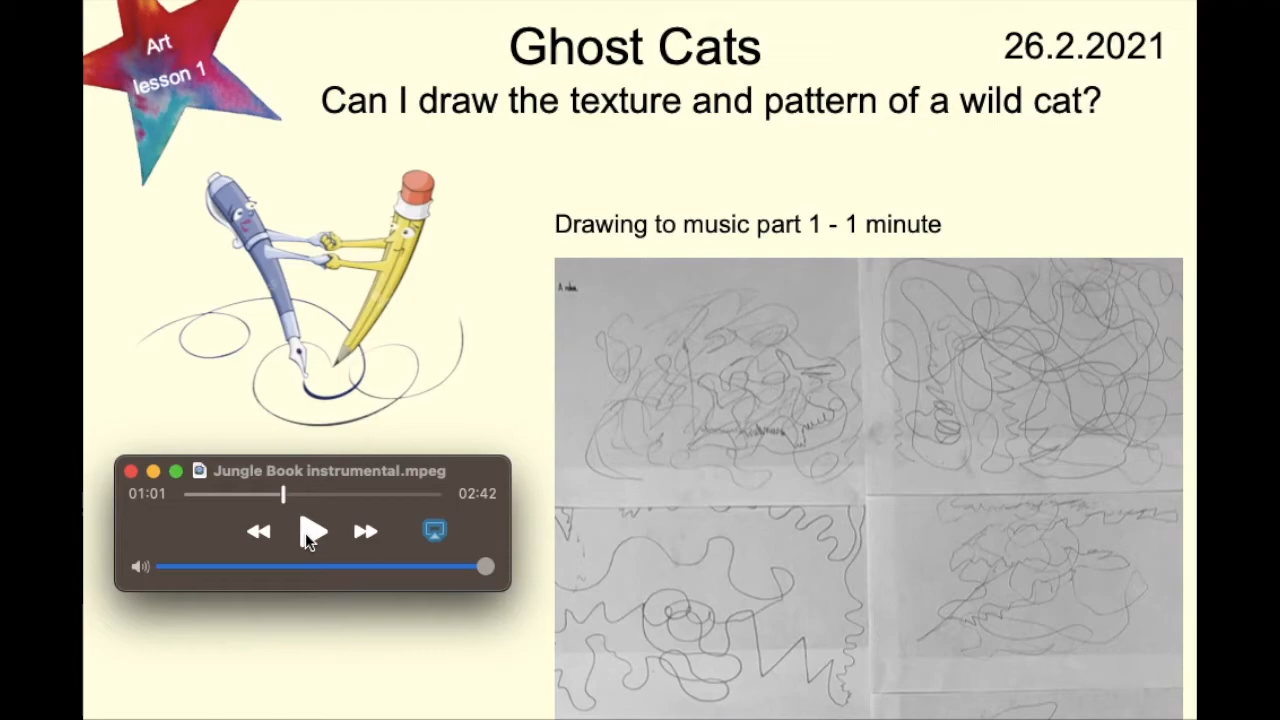 Art
lesson 1
Ghost Cats
26.2.2021
Can I draw the texture and pattern of a wild cat?
Drawing to music part 1 - 1 minute
Jungle Book instrumental.mpeg
01:01
02:42